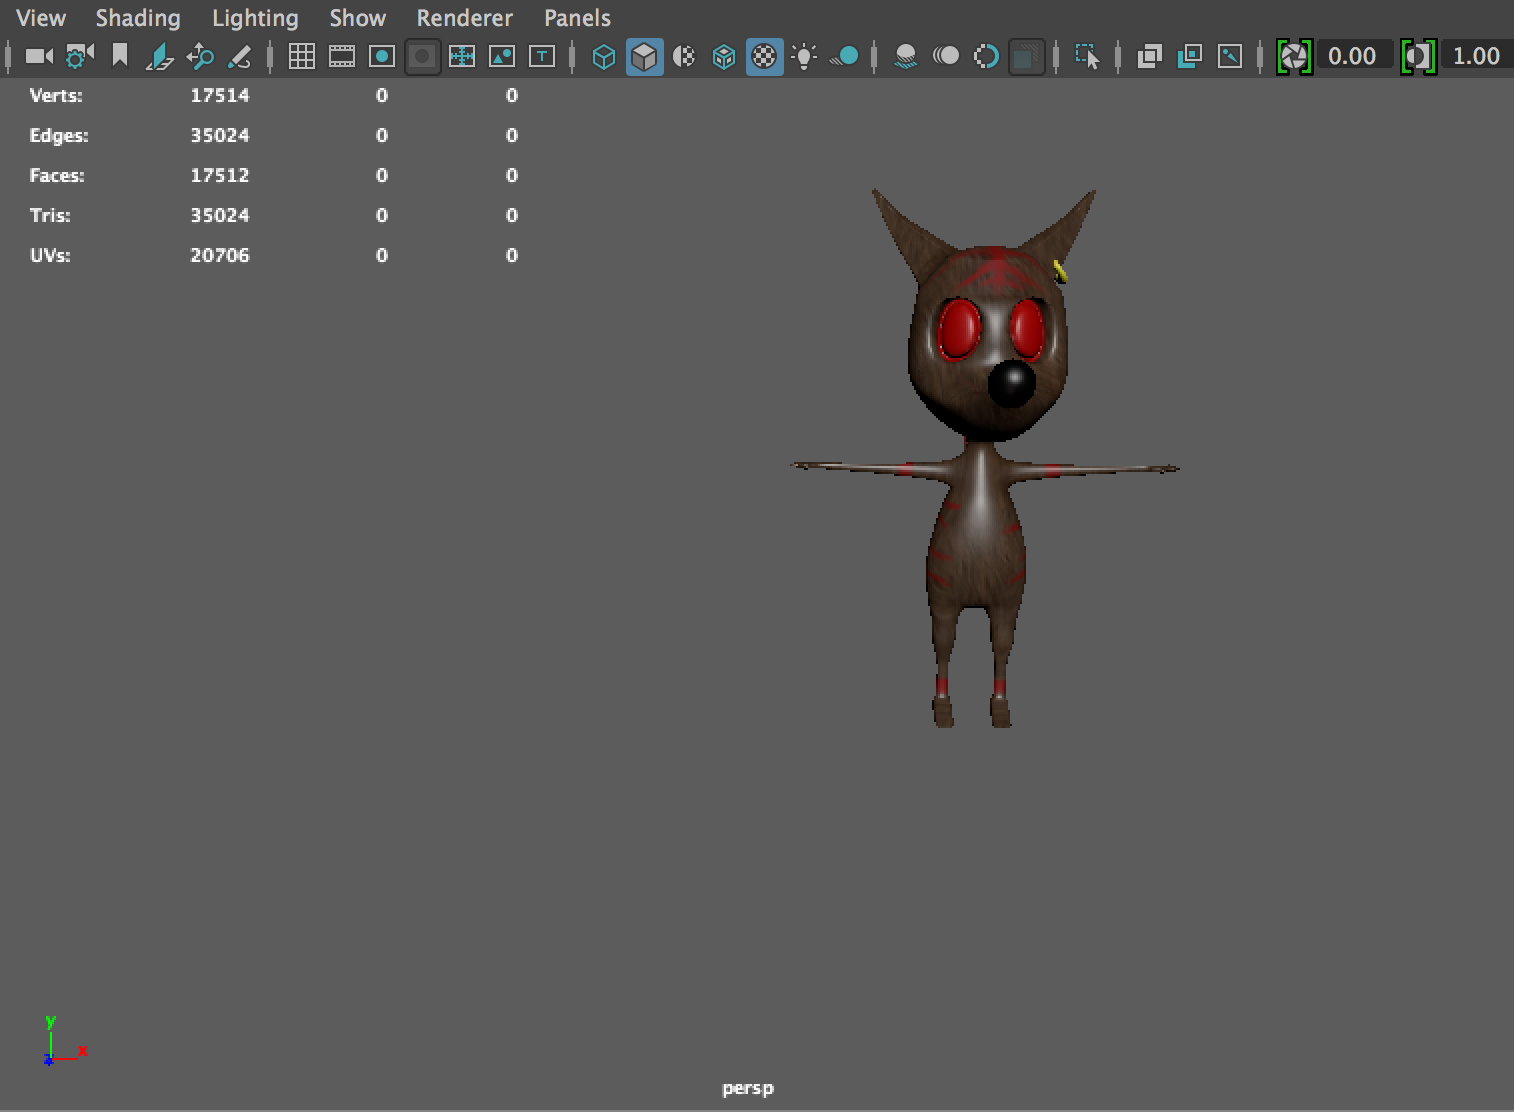 View Shading Lighting Show Renderer Panels
0.00 1.00
Verts: 17514 0 0
Edges: 35024 0 0
Faces: 17512 0 0
Tris: 35024 0 0
UVs: 20706 0 0
y
x
z
persp